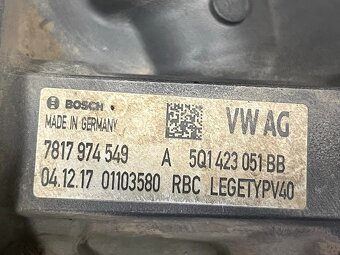 BOSCH
MADE IN GERMANY
VW AG
7817 974 549 A 5Q1 423 051 BB
04.12.17 01103580 RBC LEGETYPV40